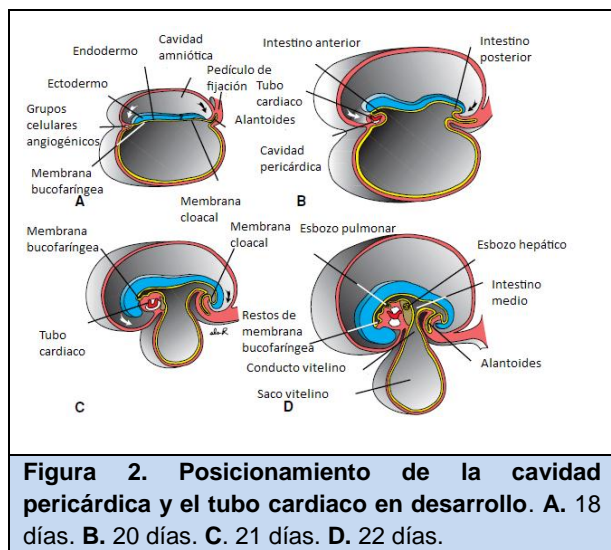 Endodermo
Cavidad
amniótica
Ectodermo
Pedículo de
fijación
Grupos
celulares
angiogénicos
Alantoides
Membrana
bucofaríngea
A
Membrana
cloacal
Intestino anterior
Intestino
posterior
Tubo
cardiaco
Cavidad
pericárdica
B
Membrana
bucofaríngea
Membrana
cloacal
Tubo
cardiaco
C
Esbozo pulmonar
Esbozo hepático
Intestino
medio
Restos de
membrana
bucofaríngea
Alantoides
Conducto vitelino
Saco vitelino
D
Figura 2. Posicionamiento de la cavidad
pericárdica y el tubo cardiaco en desarrollo. A. 18
días. B. 20 días. C. 21 días. D. 22 días.